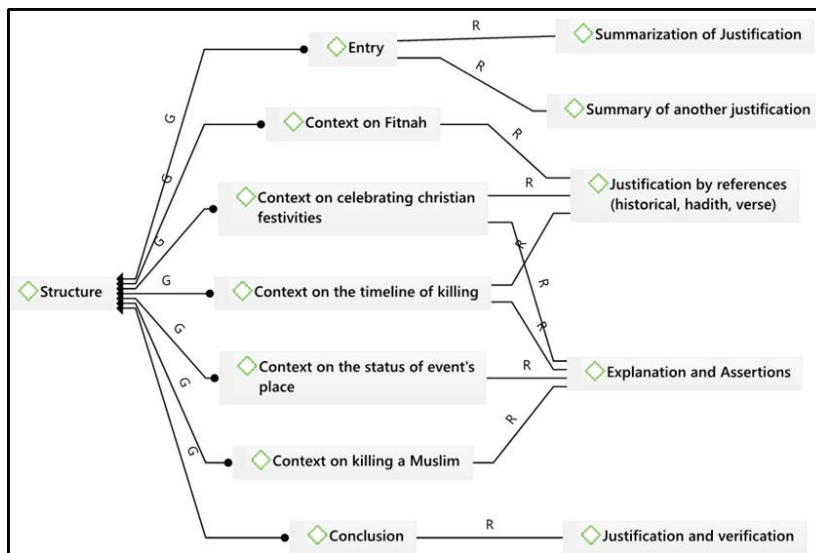 R
Summarization of Justification
Entry
R
Summary of another justification
G
Context on Fitnah
R
G
Context on celebrating christian
festivities
R
Justification by references
(historical, hadith, verse)
G
R
Structure
G
Context on the timeline of killing
R
R
G
Context on the status of event's
place
R
Explanation and Assertions
G
Context on killing a Muslim
R
G
Conclusion
R
Justification and verification